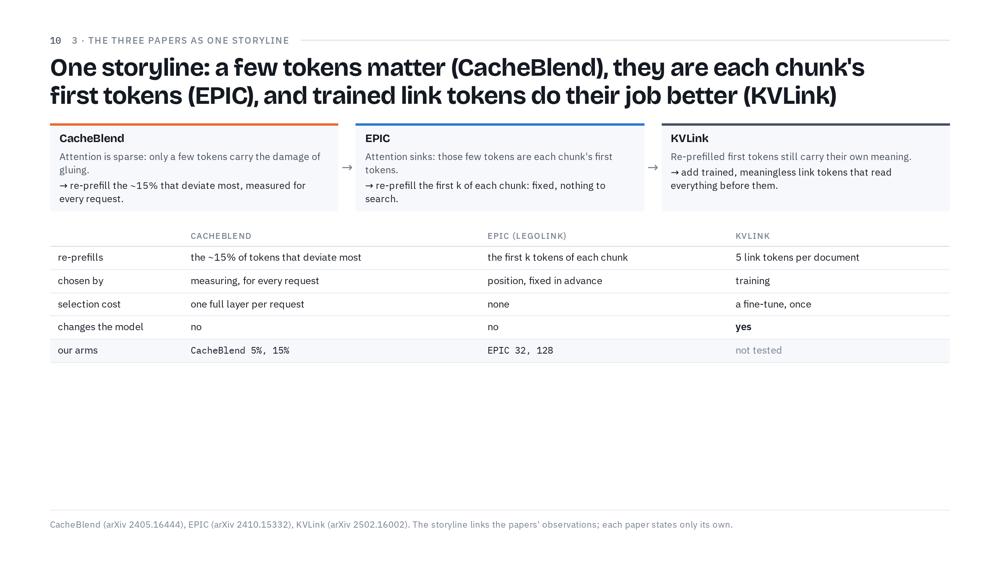 10 3 · THE THREE PAPERS AS ONE STORYLINE
One storyline: a few tokens matter (CacheBlend), they are each chunk's
first tokens (EPIC), and trained link tokens do their job better (KVLink)
CacheBlend
Attention is sparse: only a few tokens carry the damage of
gluing.
→ re-prefill the ~15% that deviate most, measured for
every request.
→
EPIC
Attention sinks: those few tokens are each chunk's first
tokens.
→ re-prefill the first k of each chunk: fixed, nothing to
search.
→
KVLink
Re-prefilled first tokens still carry their own meaning.
→ add trained, meaningless link tokens that read
everything before them.
CACHEBLEND EPIC (LEGOLINK) KVLINK
re-prefills the ~15% of tokens that deviate most the first k tokens of each chunk 5 link tokens per document
chosen by measuring, for every request position, fixed in advance training
selection cost one full layer per request none a fine-tune, once
changes the model no no yes
our arms CacheBlend 5%, 15% EPIC 32, 128 not tested
CacheBlend (arXiv 2405.16444), EPIC (arXiv 2410.15332), KVLink (arXiv 2502.16002). The storyline links the papers' observations; each paper states only its own.